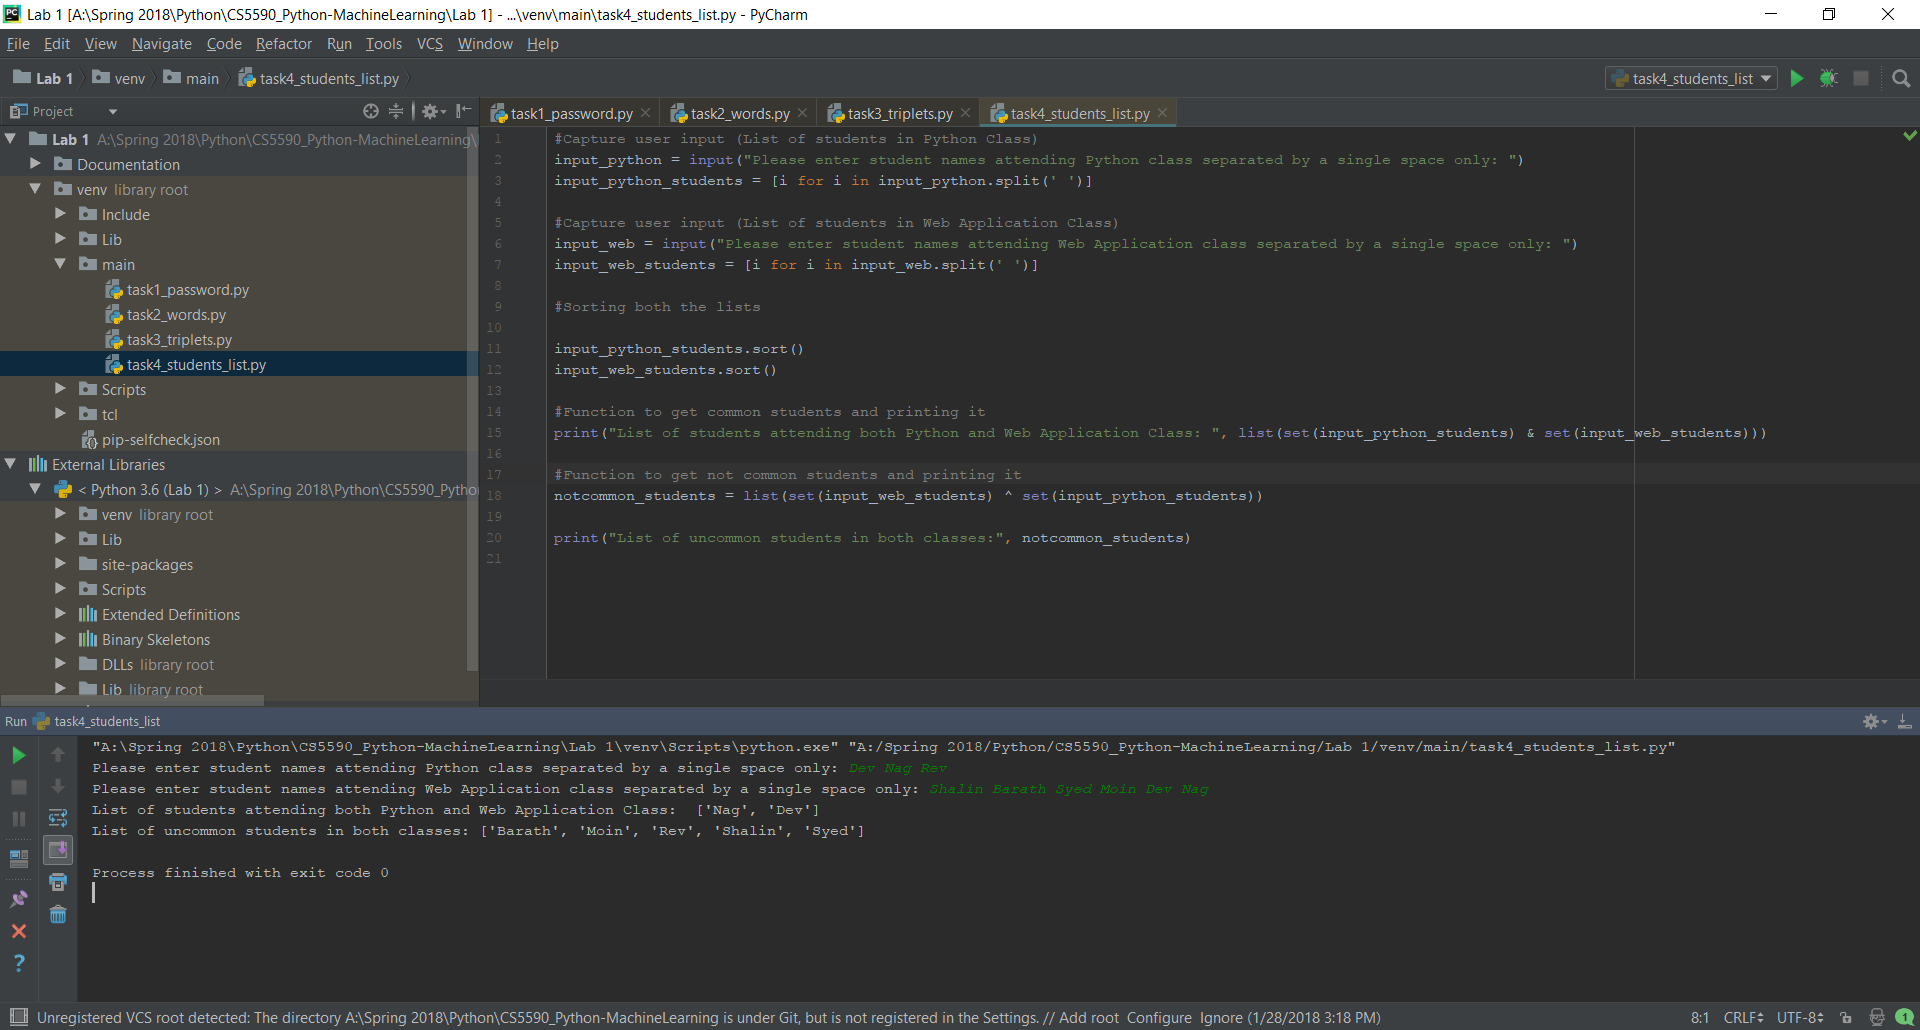 Lab 1 [A:\Spring 2018\Python\CS5590_Python-MachineLearning\Lab 1] - ...\venv\main\task4_students_list.py - PyCharm
File Edit View Navigate Code Refactor Run Tools VCS Window Help
Lab 1 venv main task4_students_list.py
task4_students_list
Project
task1_password.py task2_words.py task3_triplets.py task4_students_list.py
Lab 1 A:\Spring 2018\Python\CS5590_Python-MachineLearning\
Documentation
venv library root
Include
Lib
main
task1_password.py
task2_words.py
task3_triplets.py
task4_students_list.py
Scripts
tcl
pip-selfcheck.json
External Libraries
< Python 3.6 (Lab 1) > A:\Spring 2018\Python\CS5590_Pytho
venv library root
Lib
site-packages
Scripts
Extended Definitions
Binary Skeletons
DLLs library root
Lib library root
1 #Capture user input (List of students in Python Class)
2 input_python = input("Please enter student names attending Python class separated by a single space only: ")
3 input_python_students = [i for i in input_python.split(' ')]
4
5 #Capture user input (List of students in Web Application Class)
6 input_web = input("Please enter student names attending Web Application class separated by a single space only: ")
7 input_web_students = [i for i in input_web.split(' ')]
8
9 #Sorting both the lists
10
11 input_python_students.sort()
12 input_web_students.sort()
13
14 #Function to get common students and printing it
15 print("List of students attending both Python and Web Application Class: ", list(set(input_python_students) & set(input_web_students)))
16
17 #Function to get not common students and printing it
18 notcommon_students = list(set(input_web_students) ^ set(input_python_students))
19
20 print("List of uncommon students in both classes:", notcommon_students)
21
Run task4_students_list
"A:\Spring 2018\Python\CS5590_Python-MachineLearning\Lab 1\venv\Scripts\python.exe" "A:/Spring 2018/Python/CS5590_Python-MachineLearning/Lab 1/venv/main/task4_students_list.py"
Please enter student names attending Python class separated by a single space only: Dev Nag Rev
Please enter student names attending Web Application class separated by a single space only: Shalin Barath Syed Moin Dev Nag
List of students attending both Python and Web Application Class:  ['Nag', 'Dev']
List of uncommon students in both classes: ['Barath', 'Moin', 'Rev', 'Shalin', 'Syed']
Process finished with exit code 0
Unregistered VCS root detected: The directory A:\Spring 2018\Python\CS5590_Python-MachineLearning is under Git, but is not registered in the Settings. // Add root Configure Ignore (1/28/2018 3:18 PM)
8:1 CRLF UTF-8 1